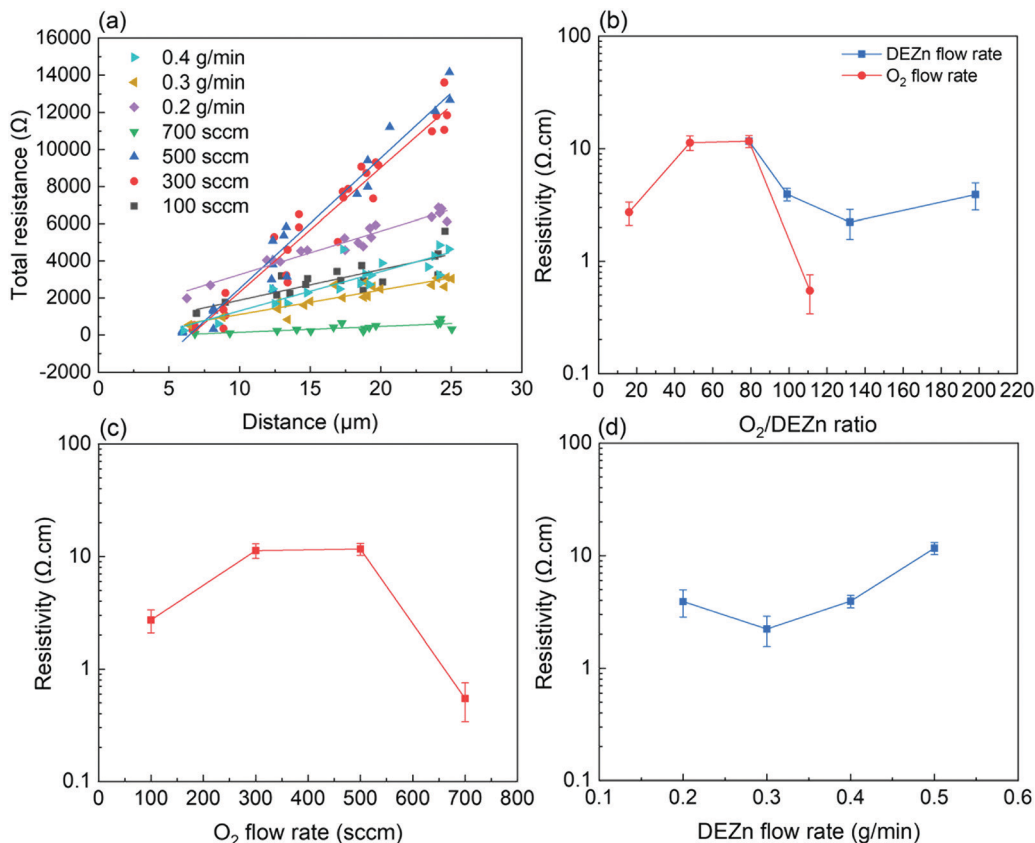 (a)
16000
14000
12000
10000
8000
6000
4000
2000
0
-2000
Total resistance (Ω)
0.4 g/min
0.3 g/min
0.2 g/min
700 sccm
500 sccm
300 sccm
100 sccm
0 5 10 15 20 25 30
Distance (µm)
(b)
100
10
1
0.1
Resistivity (Ω.cm)
DEZn flow rate
O₂ flow rate
0 20 40 60 80 100 120 140 160 180 200 220
O₂/DEZn ratio
(c)
100
10
1
0.1
Resistivity (Ω.cm)
0 100 200 300 400 500 600 700 800
O₂ flow rate (sccm)
(d)
100
10
1
0.1
Resistivity (Ω.cm)
0.1 0.2 0.3 0.4 0.5 0.6
DEZn flow rate (g/min)